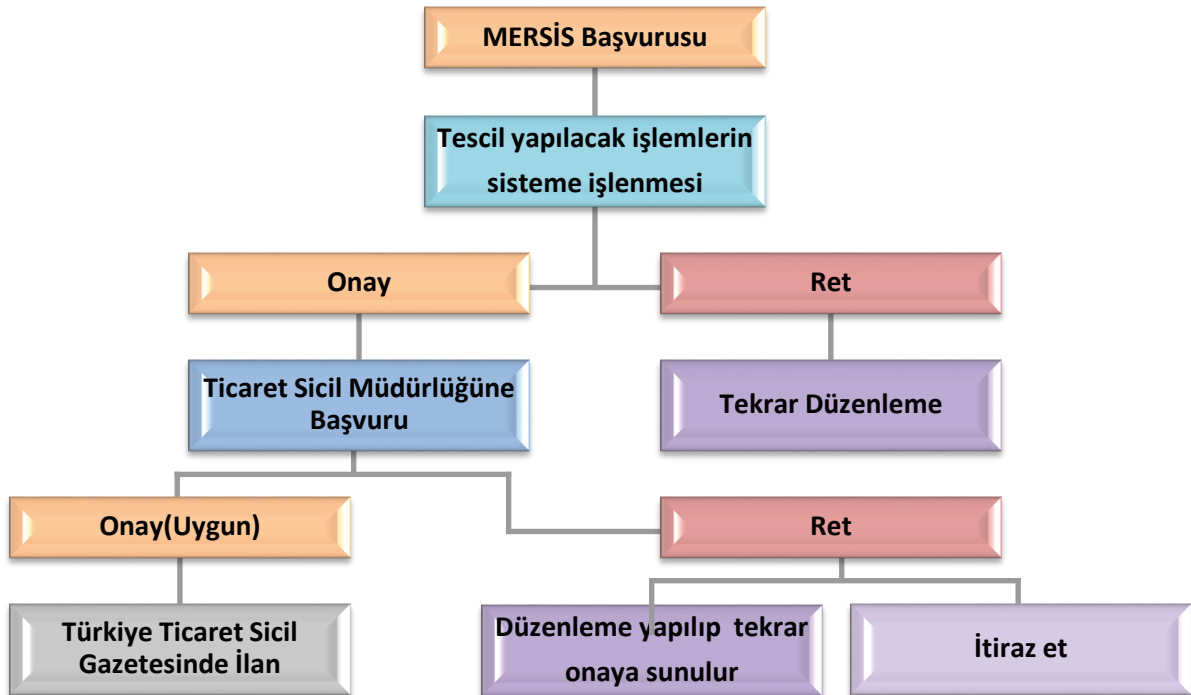 MERSİS Başvurusu
Tescil yapılacak işlemlerin
sisteme işlenmesi
Onay
Ret
Ticaret Sicil Müdürlüğüne
Başvuru
Tekrar Düzenleme
Onay(Uygun)
Ret
Türkiye Ticaret Sicil
Gazetesinde İlan
Düzenleme yapılıp tekrar
onaya sunulur
İtiraz et